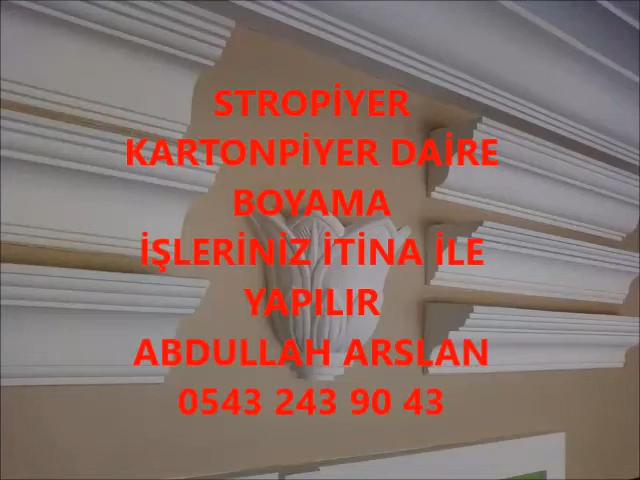 STROPİYER
KARTONPİYER DAİRE
BOYAMA
İŞLERİNİZ İTİNA İLE
YAPILIR
ABDULLAH ARSLAN
0543 243 90 43